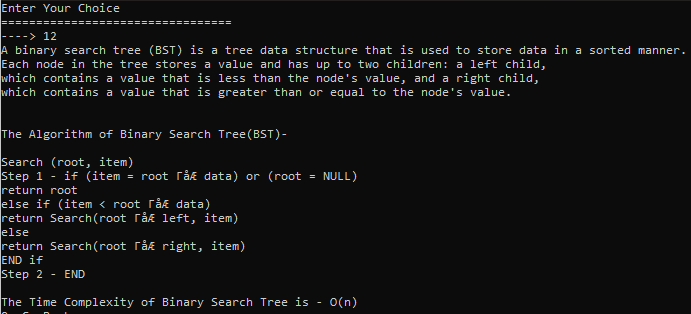 Enter Your Choice
=================================
----> 12
A binary search tree (BST) is a tree data structure that is used to store data in a sorted manner.
Each node in the tree stores a value and has up to two children: a left child,
which contains a value that is less than the node's value, and a right child,
which contains a value that is greater than or equal to the node's value.
The Algorithm of Binary Search Tree(BST)-
Search (root, item)
Step 1 - if (item = root ΓåÆ data) or (root = NULL)
return root
else if (item < root ΓåÆ data)
return Search(root ΓåÆ left, item)
else
return Search(root ΓåÆ right, item)
END if
Step 2 - END
The Time Complexity of Binary Search Tree is - O(n)